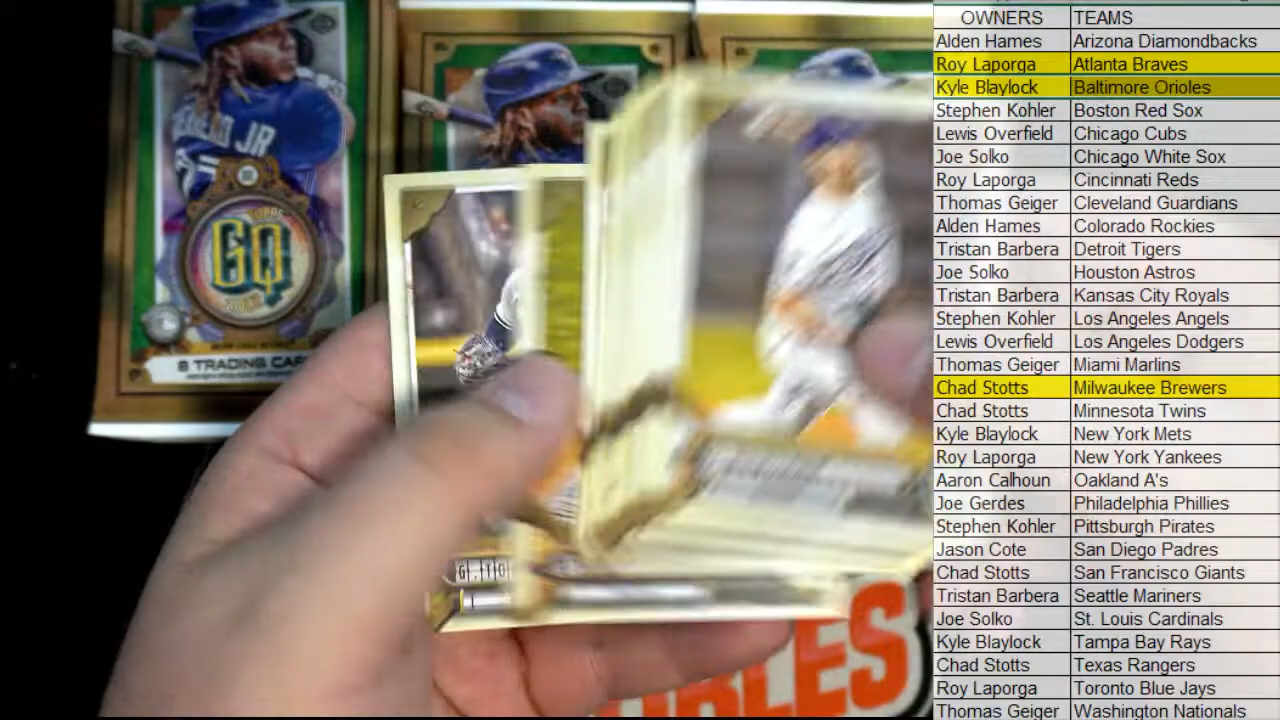 OWNERS TEAMS
Alden Hames Arizona Diamondbacks
Roy Laporga Atlanta Braves
Kyle Blaylock Baltimore Orioles
Stephen Kohler Boston Red Sox
Lewis Overfield Chicago Cubs
Joe Solko Chicago White Sox
Roy Laporga Cincinnati Reds
Thomas Geiger Cleveland Guardians
Alden Hames Colorado Rockies
Tristan Barbera Detroit Tigers
Joe Solko Houston Astros
Tristan Barbera Kansas City Royals
Stephen Kohler Los Angeles Angels
Lewis Overfield Los Angeles Dodgers
Thomas Geiger Miami Marlins
Chad Stotts Milwaukee Brewers
Chad Stotts Minnesota Twins
Kyle Blaylock New York Mets
Roy Laporga New York Yankees
Aaron Calhoun Oakland A's
Joe Gerdes Philadelphia Phillies
Stephen Kohler Pittsburgh Pirates
Jason Cote San Diego Padres
Chad Stotts San Francisco Giants
Tristan Barbera Seattle Mariners
Joe Solko St. Louis Cardinals
Kyle Blaylock Tampa Bay Rays
Chad Stotts Texas Rangers
Roy Laporga Toronto Blue Jays
Thomas Geiger Washington Nationals
JR
TOPPS
GQ
8 TRADING